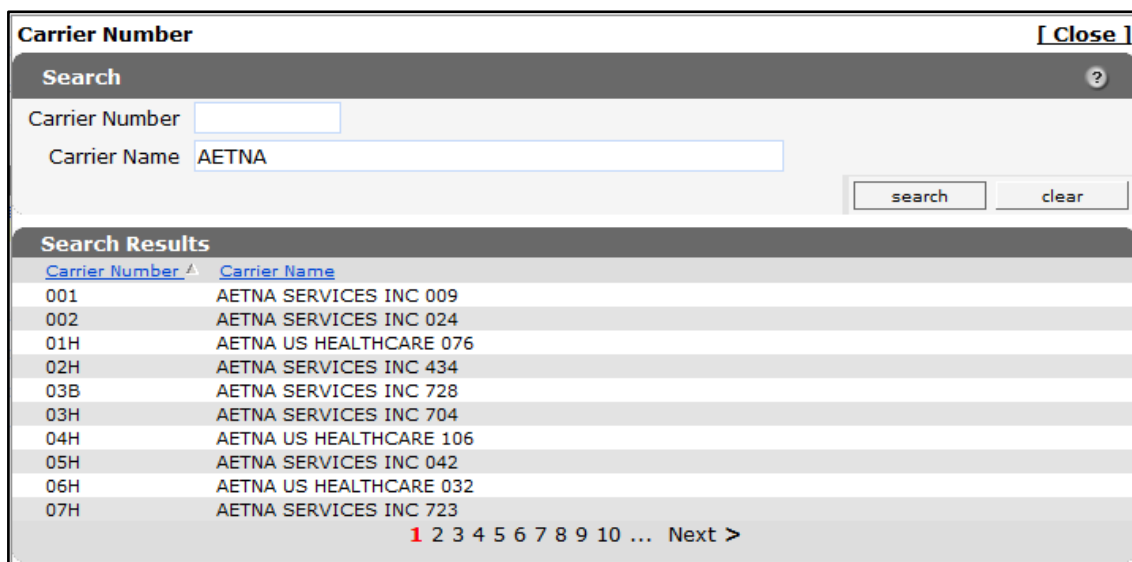 Carrier Number [ Close ]
Search ?
Carrier Number
Carrier Name AETNA
search clear
Search Results
Carrier Number Carrier Name
001 AETNA SERVICES INC 009
002 AETNA SERVICES INC 024
01H AETNA US HEALTHCARE 076
02H AETNA SERVICES INC 434
03B AETNA SERVICES INC 728
03H AETNA SERVICES INC 704
04H AETNA US HEALTHCARE 106
05H AETNA SERVICES INC 042
06H AETNA US HEALTHCARE 032
07H AETNA SERVICES INC 723
1 2 3 4 5 6 7 8 9 10 ... Next >